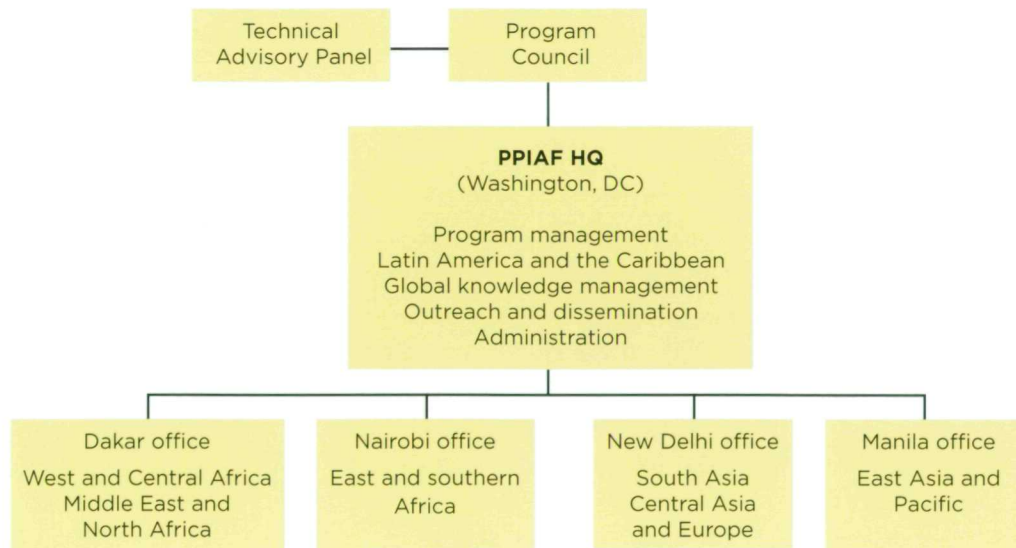 Technical
Advisory Panel
Program
Council
PPIAF HQ
(Washington, DC)
Program management
Latin America and the Caribbean
Global knowledge management
Outreach and dissemination
Administration
Dakar office
West and Central Africa
Middle East and
North Africa
Nairobi office
East and southern
Africa
New Delhi office
South Asia
Central Asia
and Europe
Manila office
East Asia and
Pacific